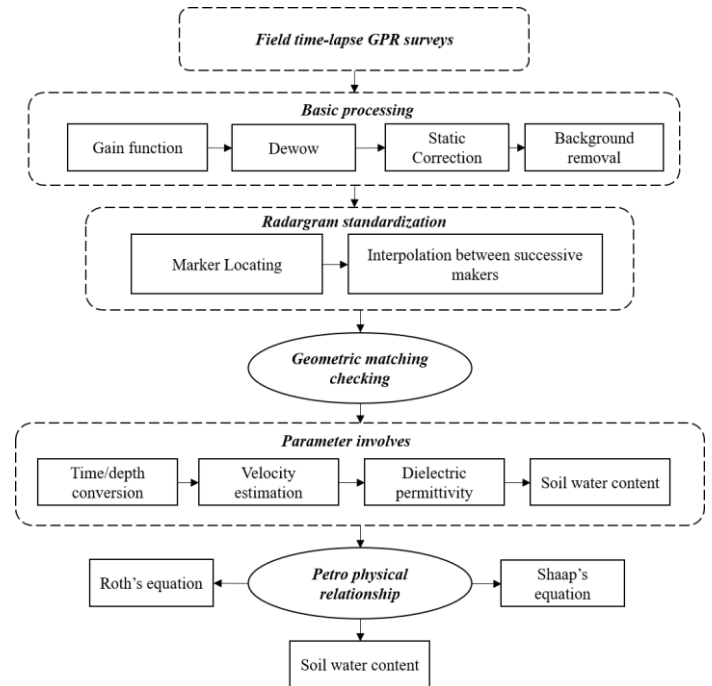 Field time-lapse GPR surveys
Basic processing
Gain function
Dewow
Static
Correction
Background
removal
Radargram standardization
Marker Locating
Interpolation between successive
makers
Geometric matching
checking
Parameter involves
Time/depth
conversion
Velocity
estimation
Dielectric
permittivity
Soil water content
Roth's equation
Petro physical
relationship
Shaap's
equation
Soil water content